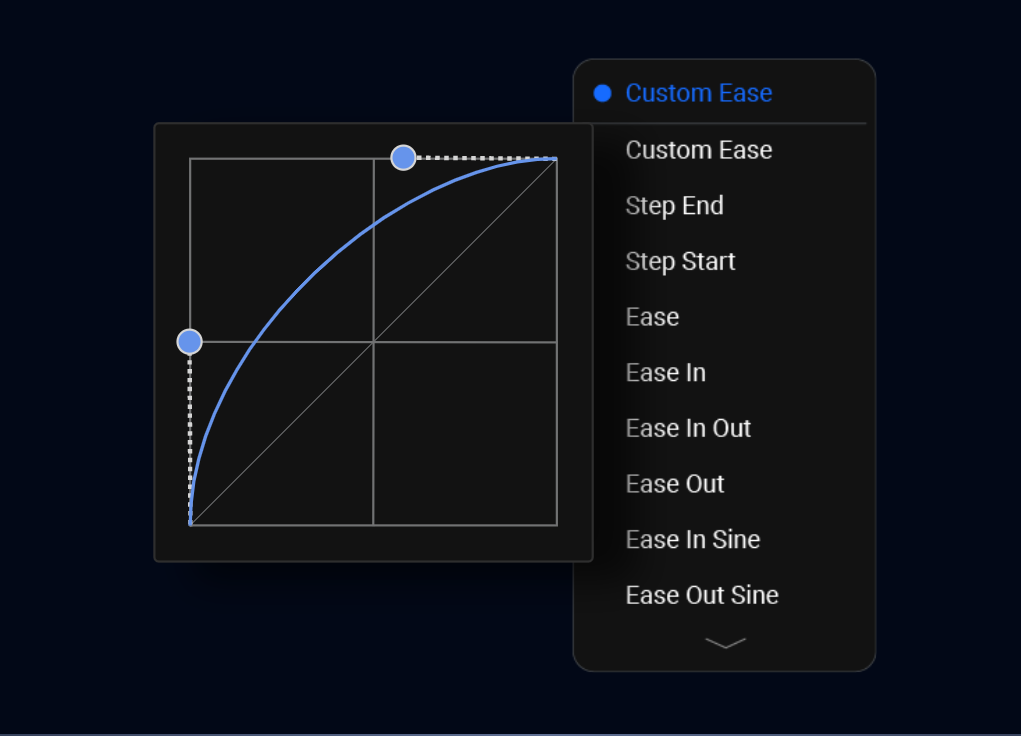 Custom Ease
Custom Ease
Step End
Step Start
Ease
Ease In
Ease In Out
Ease Out
Ease In Sine
Ease Out Sine